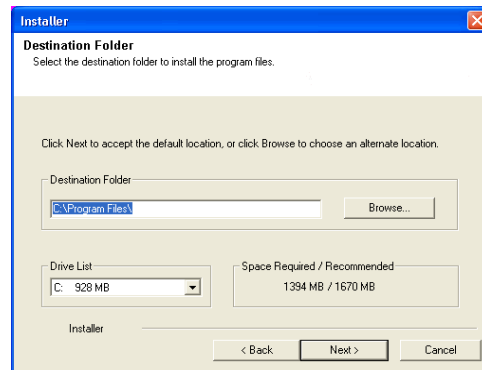 Installer
Destination Folder
Select the destination folder to install the program files.
Click Next to accept the default location, or click Browse to choose an alternate location.
Destination Folder
C:\Program Files\
Browse...
Drive List
C: 928 MB
Space Required / Recommended
1394 MB / 1670 MB
Installer
< Back
Next >
Cancel